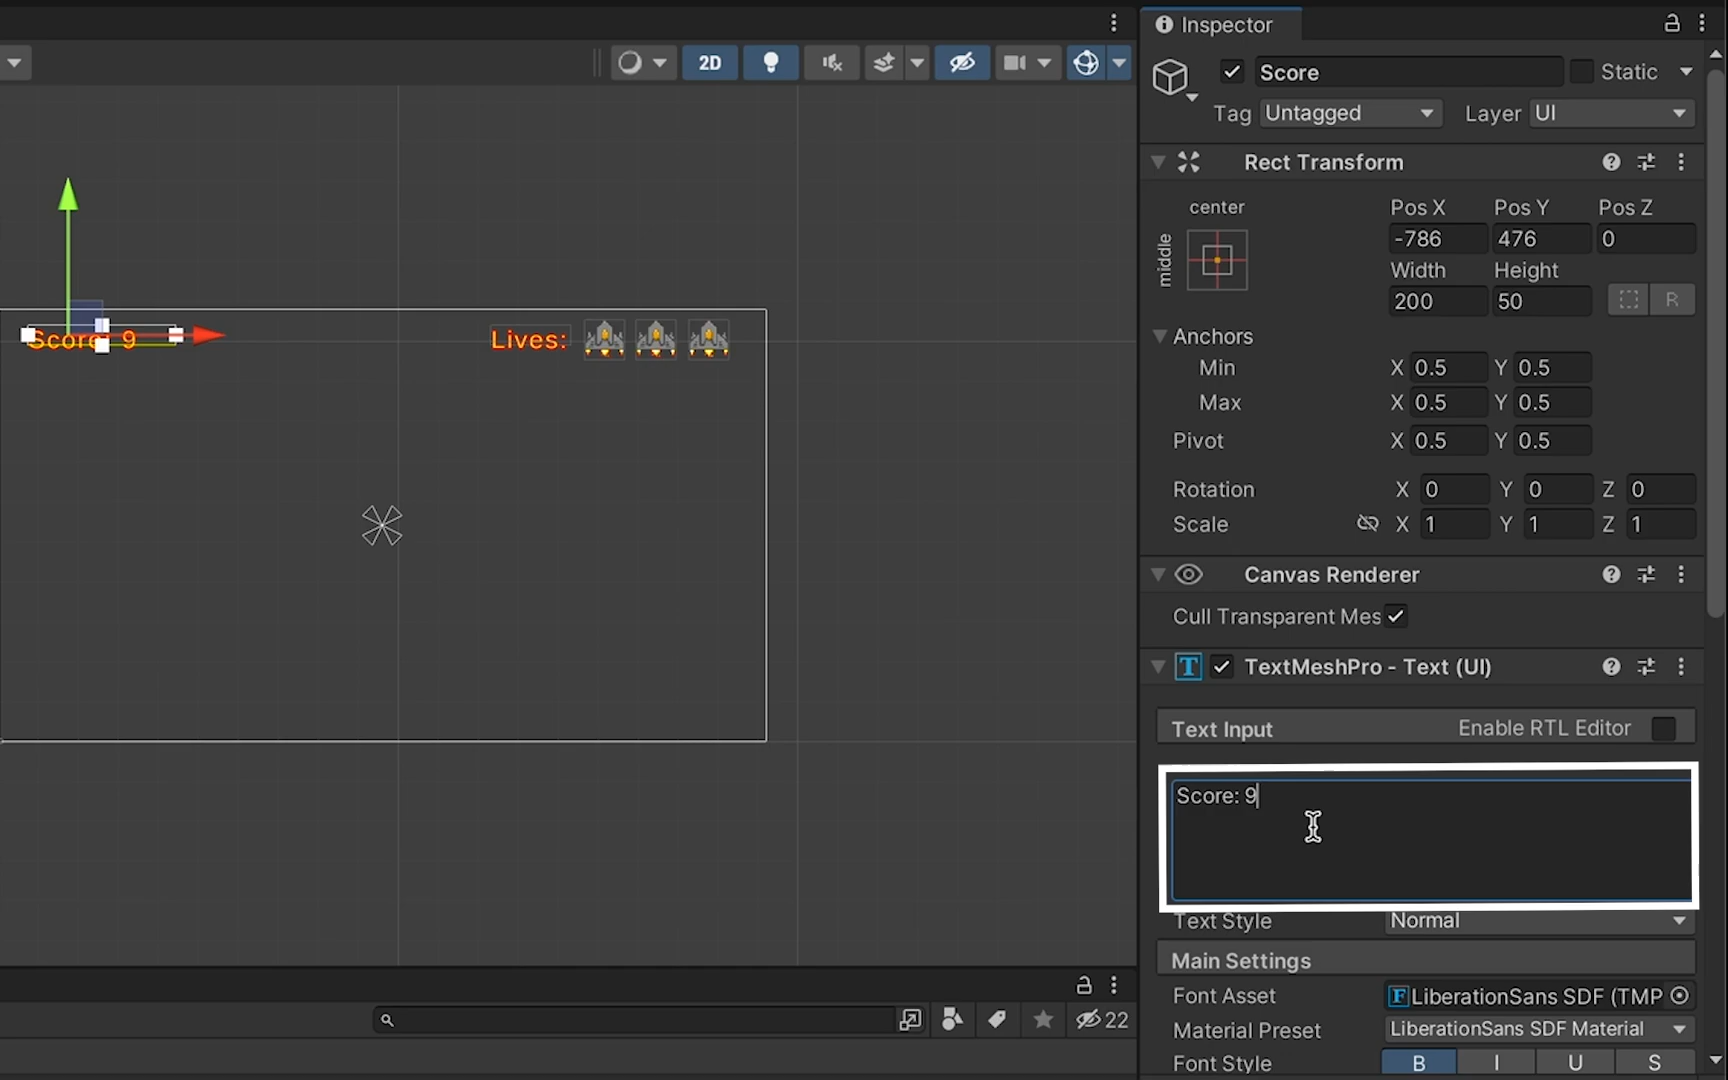 Inspector
2D
Score
Static
Tag
Untagged
Layer
UI
Rect Transform
center
middle
Pos X
Pos Y
Pos Z
-786
476
0
Width
Height
200
50
R
Anchors
Min
X 0.5
Y 0.5
Max
X 0.5
Y 0.5
Pivot
X 0.5
Y 0.5
Rotation
X 0
Y 0
Z 0
Scale
X 1
Y 1
Z 1
Score: 9
Lives:
Canvas Renderer
Cull Transparent Mes
T
TextMeshPro - Text (UI)
Text Input
Enable RTL Editor
Score: 9
Text Style
Normal
Main Settings
Font Asset
F
LiberationSans SDF (TMP
Material Preset
LiberationSans SDF Material
Font Style
B
I
U
S
22